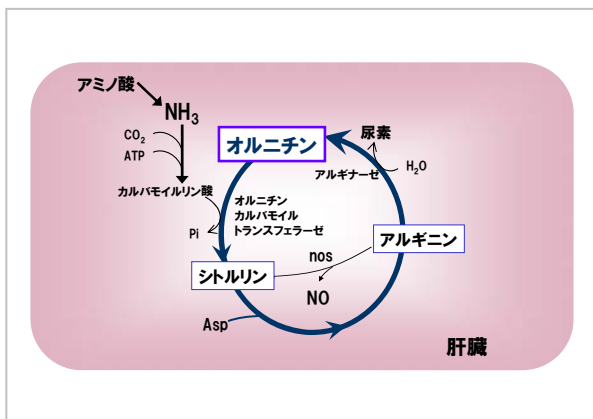 アミノ酸
NH3
CO2
ATP
カルバモイルリン酸
Pi
オルニチン
オルニチン
カルバモイル
トランスフェラーゼ
尿素
アルギナーゼ
H2O
アルギニン
nos
NO
シトルリン
Asp
肝臓